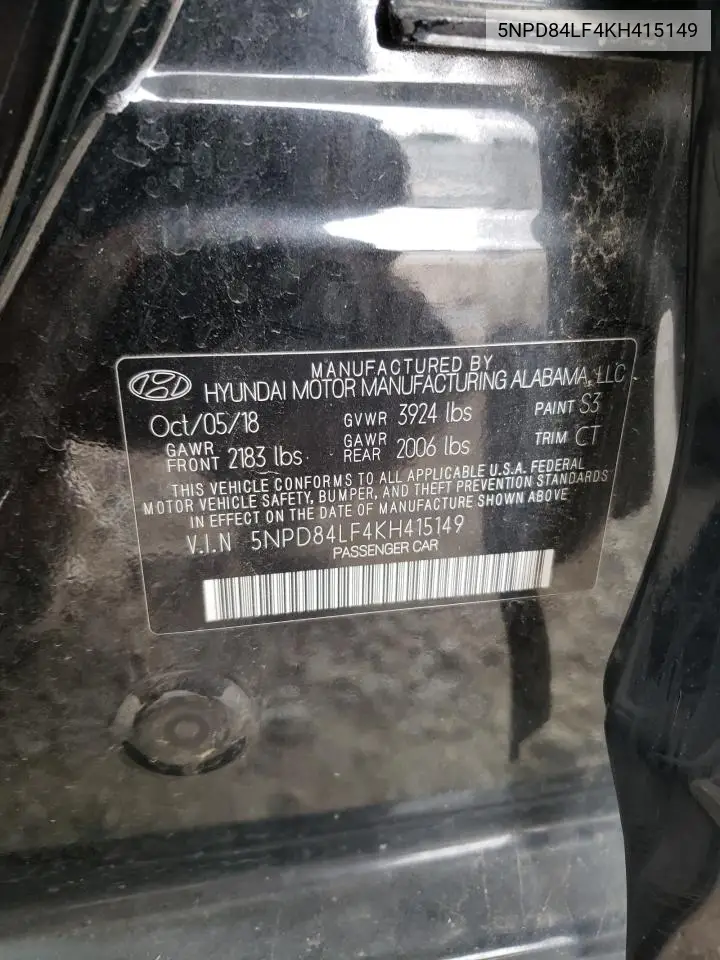 5NPD84LF4KH415149
MANUFACTURED BY
HYUNDAI MOTOR MANUFACTURING ALABAMA, LLC
Oct/05/18 GVWR 3924 lbs PAINT S3
GAWR FRONT 2183 lbs GAWR REAR 2006 lbs TRIM CT
THIS VEHICLE CONFORMS TO ALL APPLICABLE U.S.A. FEDERAL
MOTOR VEHICLE SAFETY, BUMPER, AND THEFT PREVENTION STANDARDS
IN EFFECT ON THE DATE OF MANUFACTURE SHOWN ABOVE
V.I.N 5NPD84LF4KH415149
PASSENGER CAR